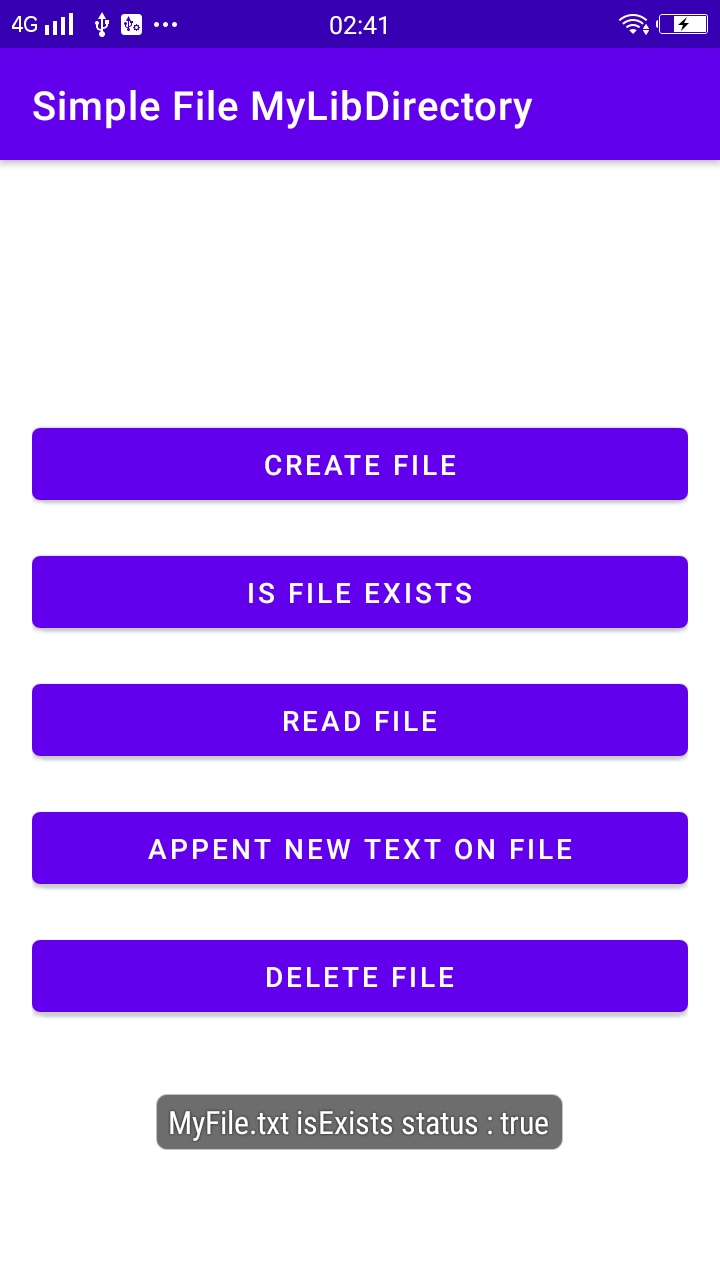 4G 02:41
Simple File MyLibDirectory
CREATE FILE
IS FILE EXISTS
READ FILE
APPENT NEW TEXT ON FILE
DELETE FILE
MyFile.txt isExists status : true